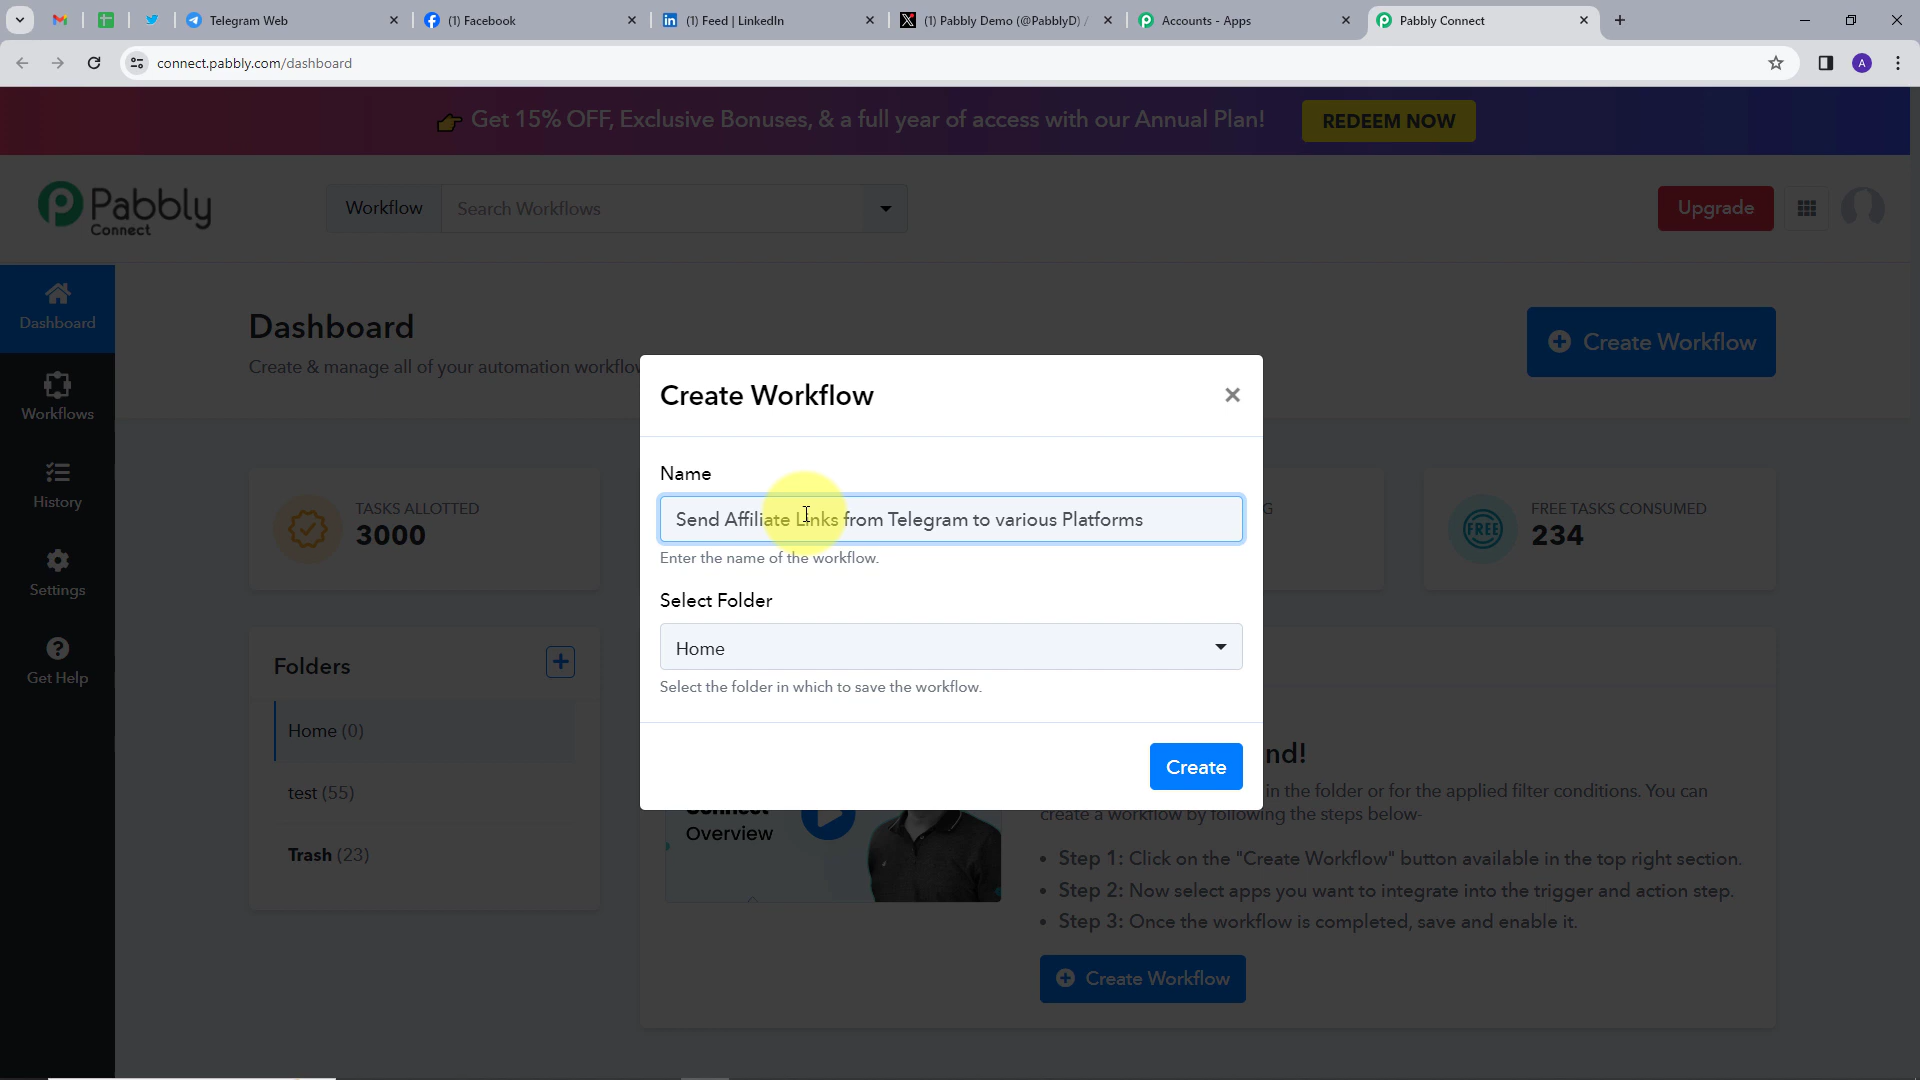 Telegram Web
(1) Facebook
(1) Feed | LinkedIn
(1) Pabbly Demo (@PabblyD) /
Accounts - Apps
Pabbly Connect
connect.pabbly.com/dashboard
A
Get 15% OFF, Exclusive Bonuses, & a full year of access with our Annual Plan!
REDEEM NOW
Pabbly
Connect
Workflow
Search Workflows
Upgrade
Dashboard
Workflows
History
Settings
Get Help
Dashboard
Create & manage all of your automation workflow
Create Workflow
TASKS ALLOTTED
3000
G
FREE
FREE TASKS CONSUMED
234
Folders
Home (0)
test (55)
Trash (23)
Create Workflow
Name
Send Affiliate Links from Telegram to various Platforms
Enter the name of the workflow.
Select Folder
Home
Select the folder in which to save the workflow.
Create
Connect
Overview
nd!
in the folder or for the applied filter conditions. You can
create a workflow by following the steps below-
• Step 1: Click on the "Create Workflow" button available in the top right section.
• Step 2: Now select apps you want to integrate into the trigger and action step.
• Step 3: Once the workflow is completed, save and enable it.
Create Workflow